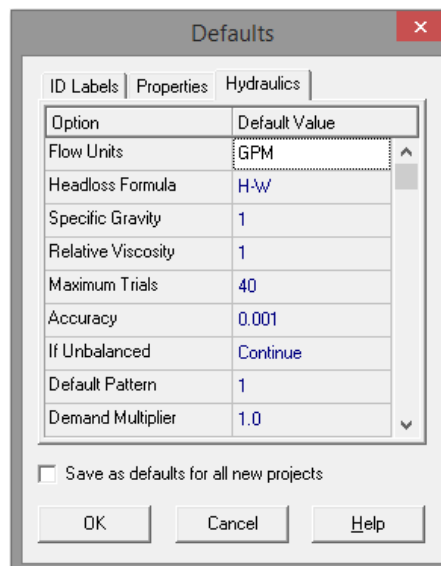 Defaults
ID Labels Properties Hydraulics
Option Default Value
Flow Units GPM
Headloss Formula H-W
Specific Gravity 1
Relative Viscosity 1
Maximum Trials 40
Accuracy 0.001
If Unbalanced Continue
Default Pattern 1
Demand Multiplier 1.0
Save as defaults for all new projects
OK Cancel Help